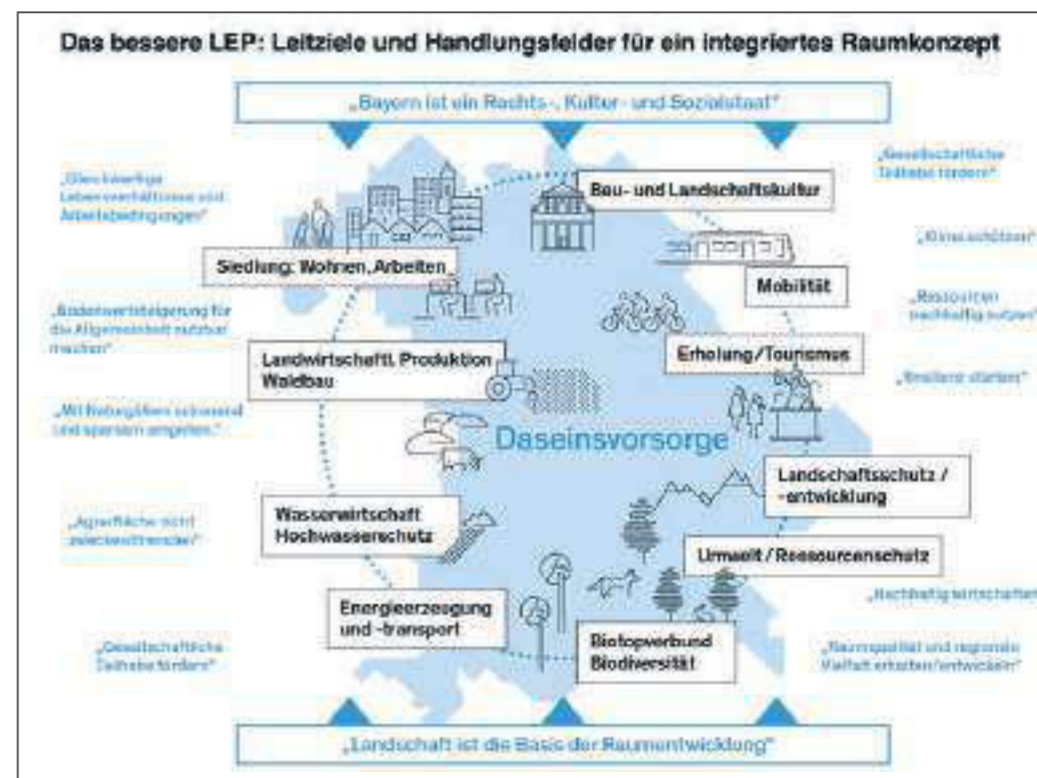 Das bessere LEP: Leitziele und Handlungsfelder für ein integriertes Raumkonzept
„Bayern ist ein Rechts-, Kultur- und Sozialstaat“
„Gleichwertige
Lebensverhältnisse und
Arbeitsbedingungen“
„Gesellschaftliche
Teilhabe fördern“
Bau- und Landschaftskultur
„Klima schützen“
Siedlung: Wohnen, Arbeiten
Mobilität
„Bodenwertsteigerung für
die Allgemeinheit nutzbar
machen“
„Ressourcen
nachhaltig nutzen“
Landwirtschaftl. Produktion
Waldbau
Erholung/Tourismus
„Resilienz stärken“
„Mit Naturgütern schonend
und sparsam umgehen.“
Daseinsvorsorge
Landschaftsschutz /
-entwicklung
Wasserwirtschaft
Hochwasserschutz
„Agrarfläche nicht
Umwelt / Ressourcenschutz
„Nachhaltig wirtschaften“
Energieerzeugung
und -transport
Biotopverbund
Biodiversität
„Gesellschaftliche
Teilhabe fördern“
„Raumqualität und regionale
Vielfalt erhalten/entwickeln“
„Landschaft ist die Basis der Raumentwicklung“